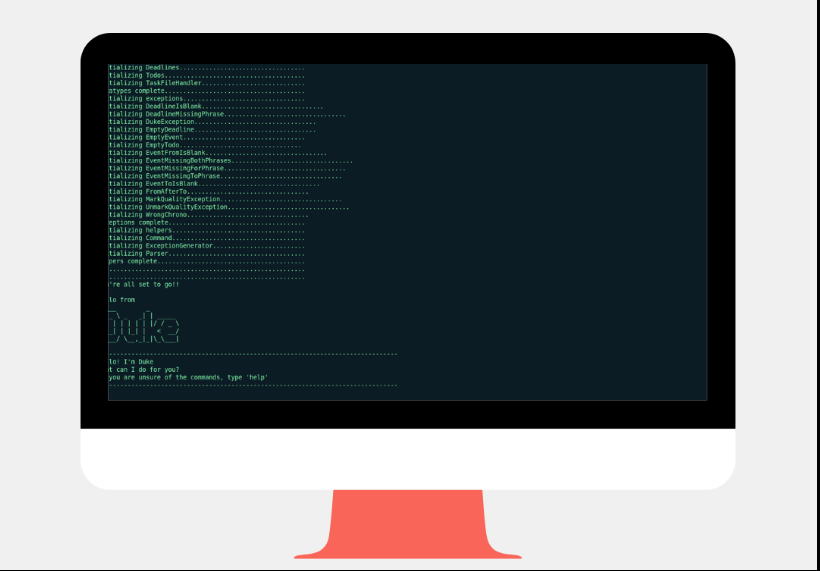 tializing Deadlines..................................
tializing Todos......................................
tializing TaskFileHandler............................
atypes complete......................................
tializing exceptions.................................
tializing DeadlineIsBlank.................................
tializing DeadlineMissingPhrase.................................
tializing DukeException..................................
tializing EmptyDeadline.................................
tializing EmptyEvent.................................
tializing EmptyTodo.................................
tializing EventFromIsBlank.................................
tializing EventMissingBothPhrases.................................
tializing EventMissingForPhrase.................................
tializing EventMissingToPhrase.................................
tializing EventToIsBlank.................................
tializing FromAfterTo.................................
tializing MarkQualityException.................................
tializing UnmarkQualityException.................................
tializing WrongChrono.................................
eptions complete.....................................
tializing helpers....................................
tializing Command....................................
tializing ExceptionGenerator.........................
tializing Parser.....................................
pers complete........................................
.....................................................
.....................................................
're all set to go!!
lo from
Duke
lo! I'm Duke
t can I do for you?
you are unsure of the commands, type 'help'